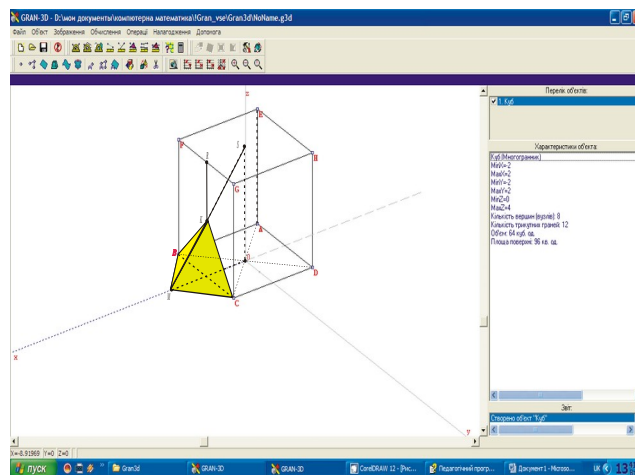 GRAN-3D - D:\мои документы\компютерна математика\!Gran_vse\Gran3d\NoName.g3d
Файл Об'єкт Зображення Обчислення Операції Налагодження Допомога
Перелік об'єктів:
1. Куб
Характеристики об'єкта:
Куб (Многогранник)
MinX=-2
MaxX=2
MinY=-2
MaxY=2
MinZ=0
MaxZ=4
Кількість вершин (вузлів): 8
Кількість трикутних граней: 12
Об'єм: 64 куб. од.
Площа поверхні: 96 кв. од.
z
E
F
H
G
A
B
D
C
x
y
Звіт:
Створено об'єкт "Куб"
X=-8.91969 Y=0 Z=0
пуск
Gran3d
GRAN-3D
GRAN-3D
CorelDRAW 12 - [Рис...
Педагогічний прогр...
Документ1 - Microso...
UK